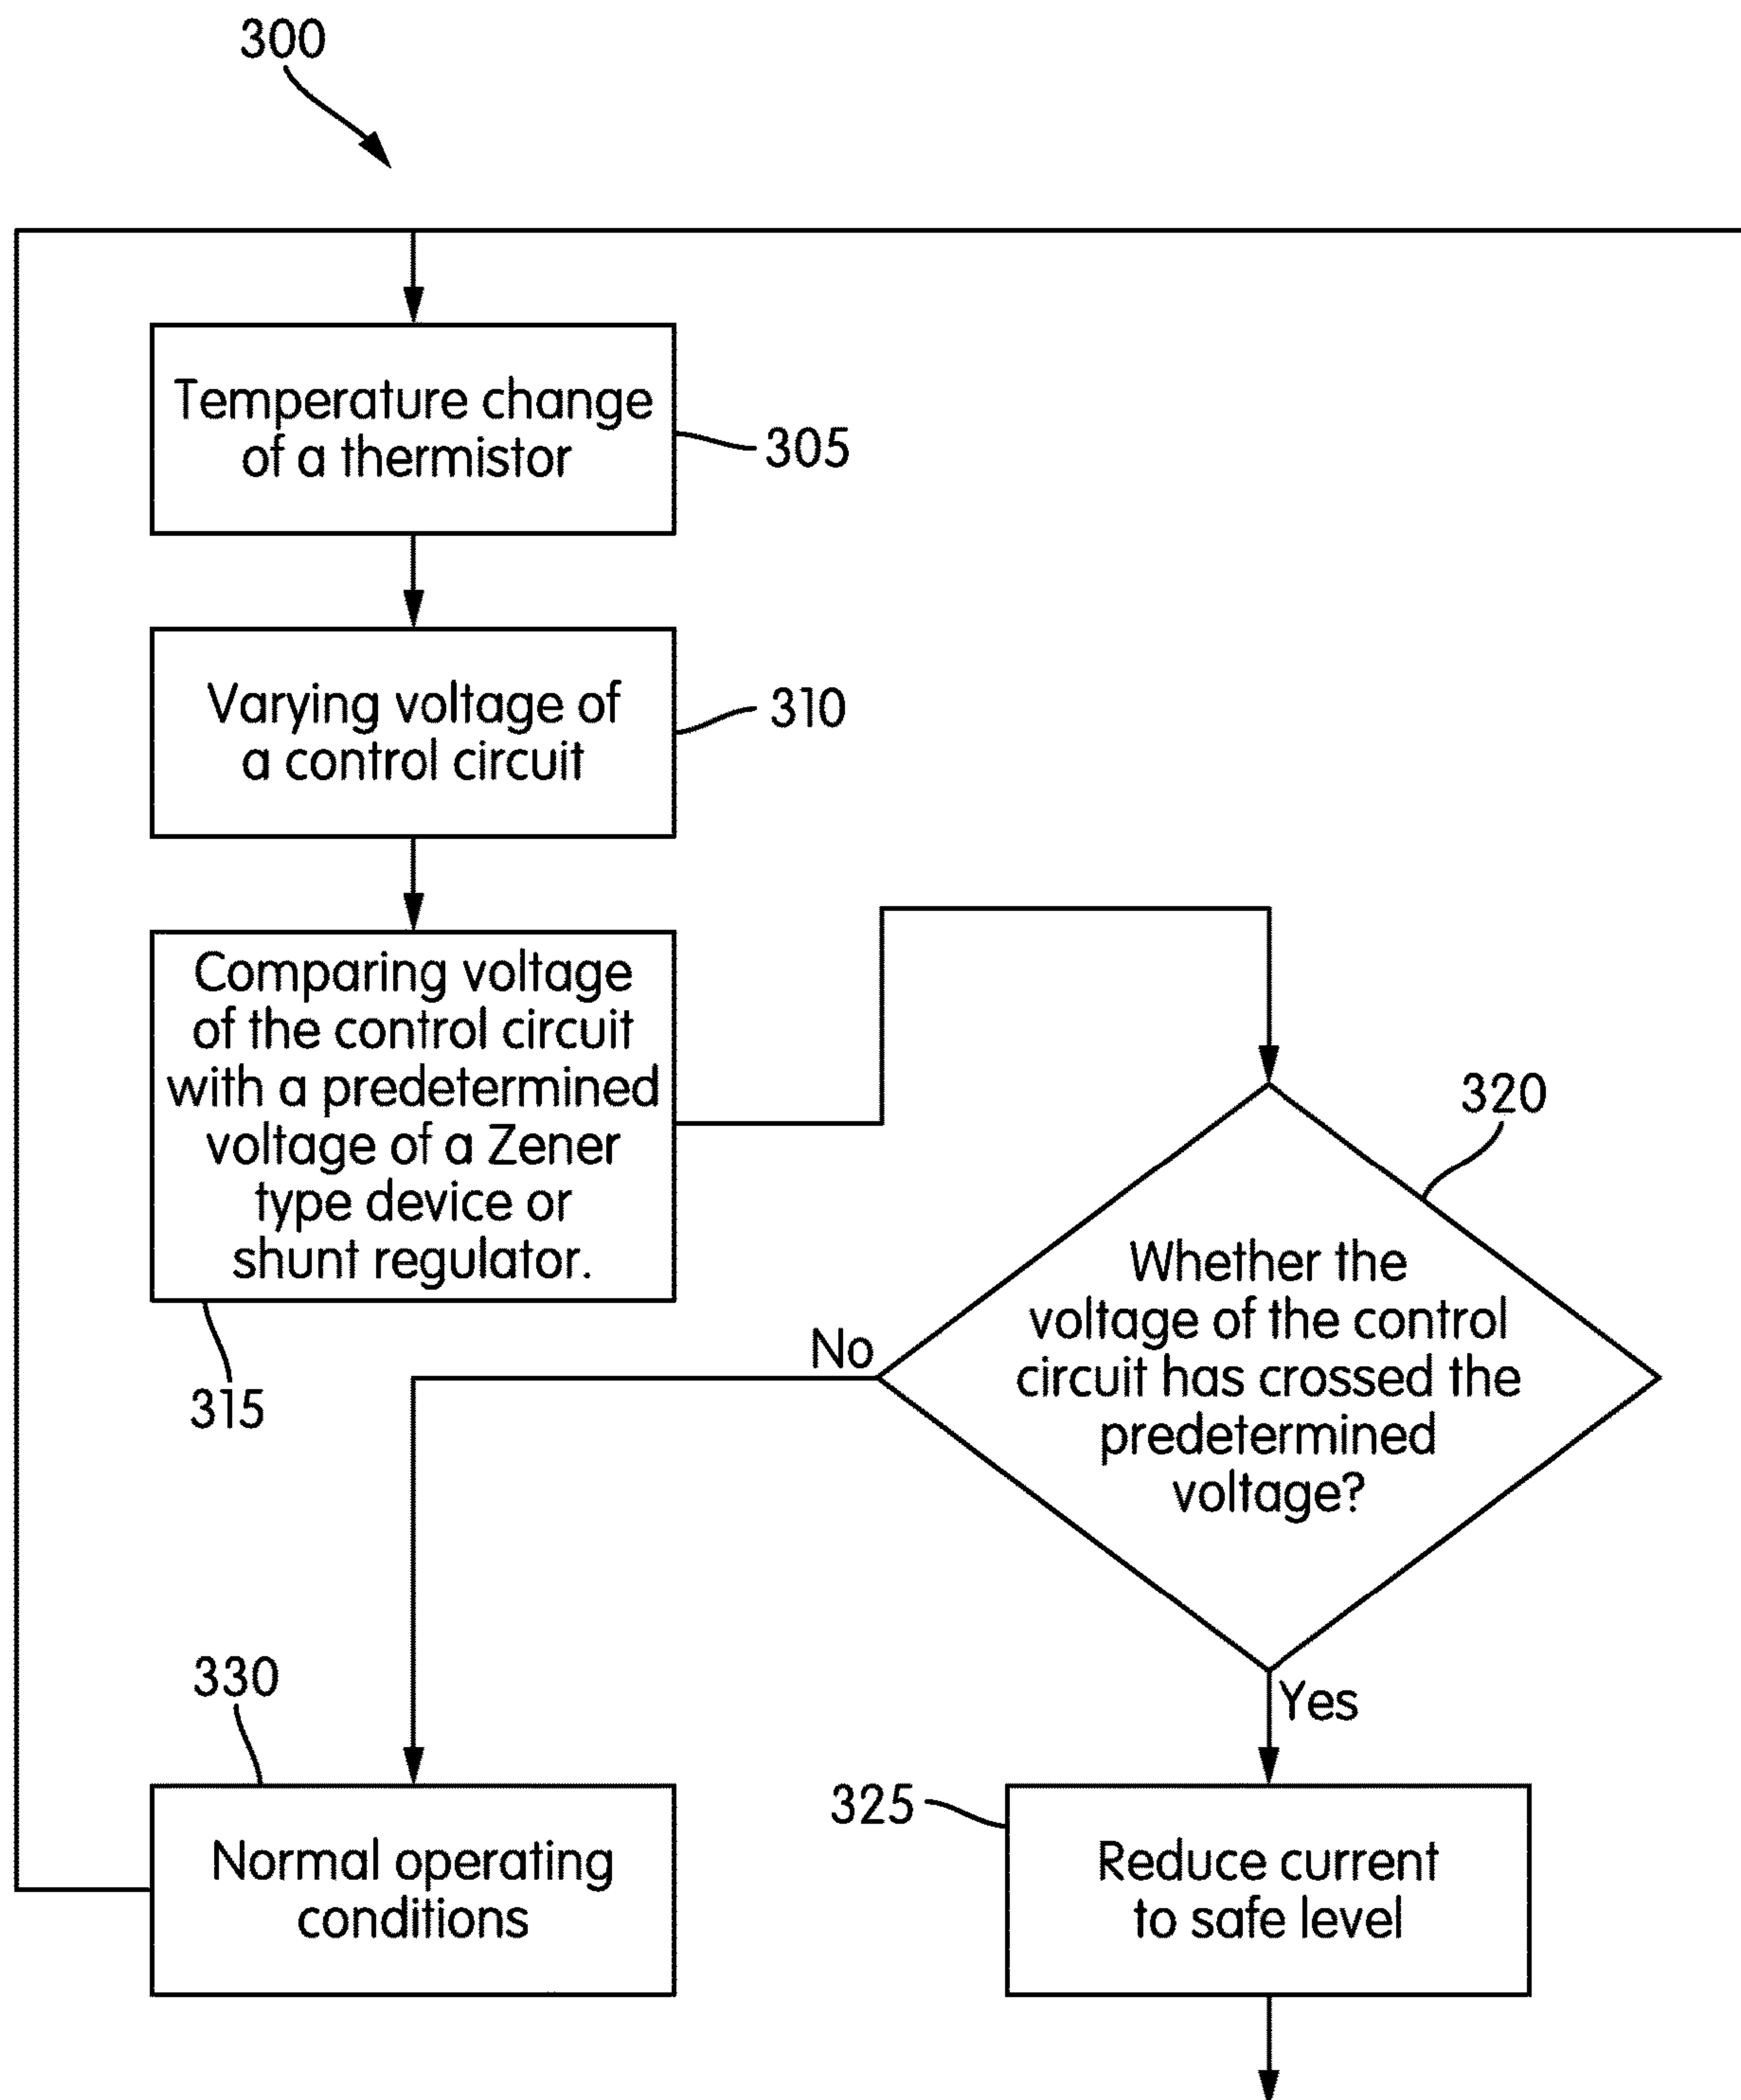 300
Temperature change
of a thermistor
305
Varying voltage of
a control circuit
310
Comparing voltage
of the control circuit
with a predetermined
voltage of a Zener
type device or
shunt regulator.
315
320
Whether the
voltage of the control
circuit has crossed the
predetermined
voltage?
No
Yes
330
Normal operating
conditions
325
Reduce current
to safe level